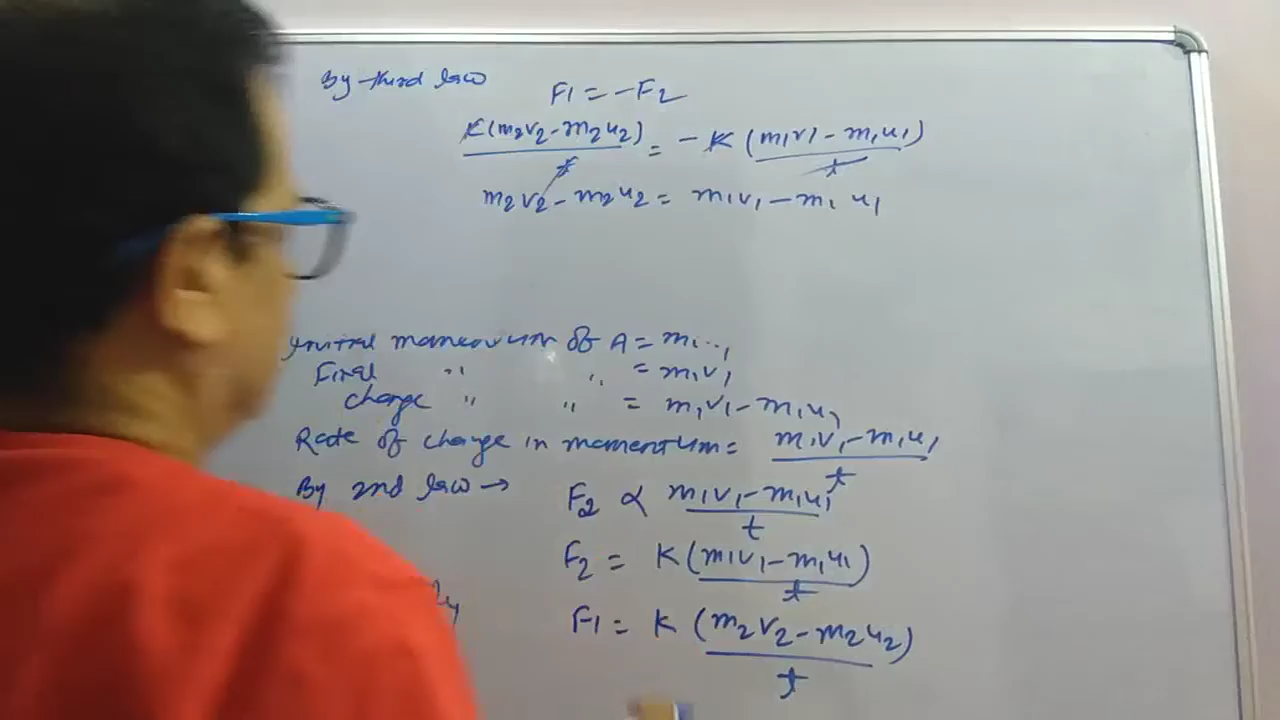 By third law F1 = -F2
K(m2v2 - m2u2) / t = - K (m1v1 - m1u1) / t
m2v2 - m2u2 = m1v1 - m1 u1
Initial momentum of A = m1
Final " " = m1v1
change " " = m1v1 - m1u1
Rate of change in momentum = m1v1 - m1u1 / t
By 2nd law → F2 ∝ m1v1 - m1u1 / t
F2 = K (m1v1 - m1u1) / t
F1 = K (m2v2 - m2u2) / t